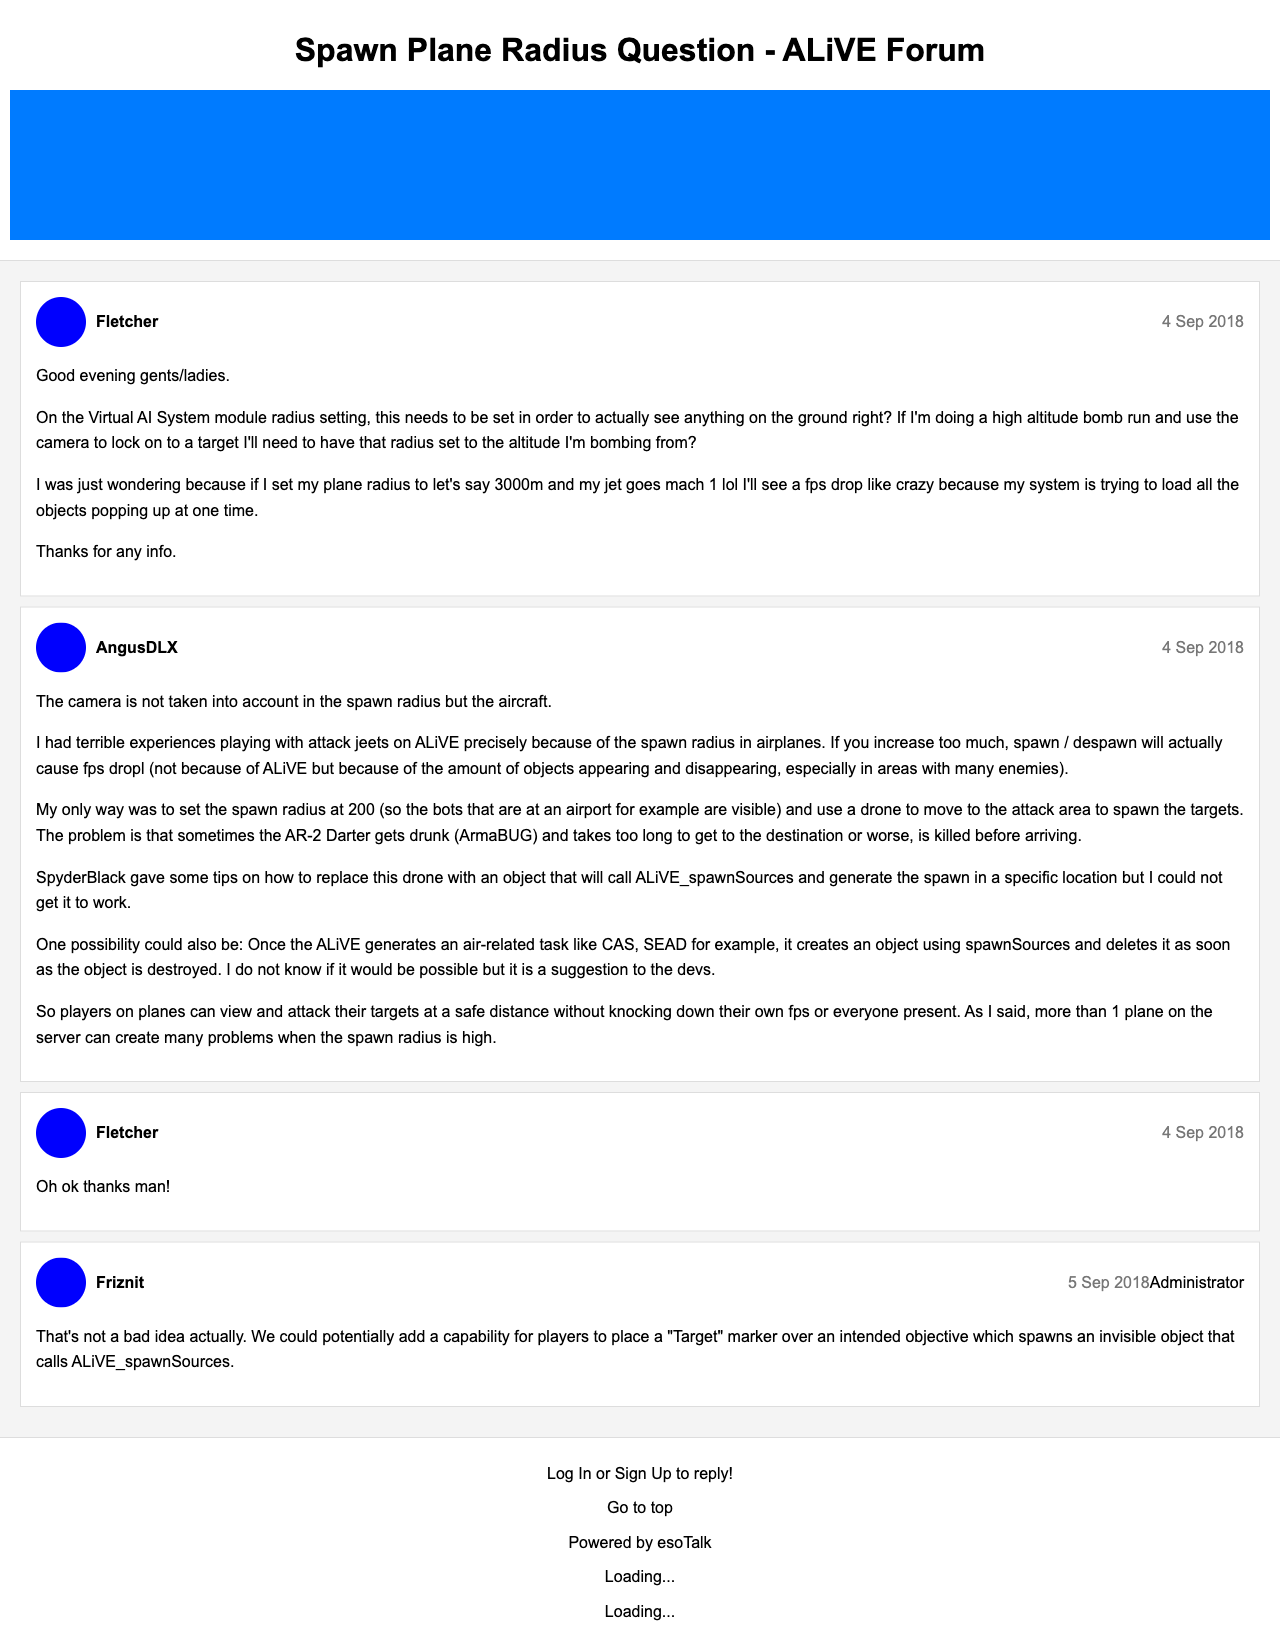 Spawn Plane Radius Question - ALiVE Forum
Fletcher
4 Sep 2018
Good evening gents/ladies.
On the Virtual AI System module radius setting, this needs to be set in order to actually see anything on the ground right? If I'm doing a high altitude bomb run and use the
camera to lock on to a target I'll need to have that radius set to the altitude I'm bombing from?
I was just wondering because if I set my plane radius to let's say 3000m and my jet goes mach 1 lol I'll see a fps drop like crazy because my system is trying to load all the
objects popping up at one time.
Thanks for any info.
AngusDLX
4 Sep 2018
The camera is not taken into account in the spawn radius but the aircraft.
I had terrible experiences playing with attack jeets on ALiVE precisely because of the spawn radius in airplanes. If you increase too much, spawn / despawn will actually
cause fps dropl (not because of ALiVE but because of the amount of objects appearing and disappearing, especially in areas with many enemies).
My only way was to set the spawn radius at 200 (so the bots that are at an airport for example are visible) and use a drone to move to the attack area to spawn the targets.
The problem is that sometimes the AR-2 Darter gets drunk (ArmaBUG) and takes too long to get to the destination or worse, is killed before arriving.
SpyderBlack gave some tips on how to replace this drone with an object that will call ALiVE_spawnSources and generate the spawn in a specific location but I could not
get it to work.
One possibility could also be: Once the ALiVE generates an air-related task like CAS, SEAD for example, it creates an object using spawnSources and deletes it as soon
as the object is destroyed. I do not know if it would be possible but it is a suggestion to the devs.
So players on planes can view and attack their targets at a safe distance without knocking down their own fps or everyone present. As I said, more than 1 plane on the
server can create many problems when the spawn radius is high.
Fletcher
4 Sep 2018
Oh ok thanks man!
Friznit
5 Sep 2018Administrator
That's not a bad idea actually. We could potentially add a capability for players to place a "Target" marker over an intended objective which spawns an invisible object that
calls ALiVE_spawnSources.
Log In or Sign Up to reply!
Go to top
Powered by esoTalk
Loading...
Loading...